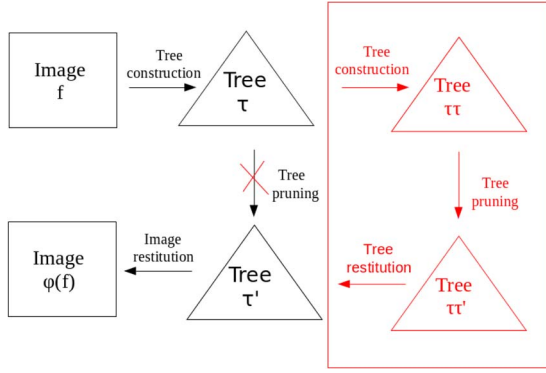 Image
f
Tree
construction
Tree
τ
Tree
construction
Tree
ττ
Tree
pruning
Tree
pruning
Image
φ(f)
Image
restitution
Tree
τ'
Tree
restitution
Tree
ττ'